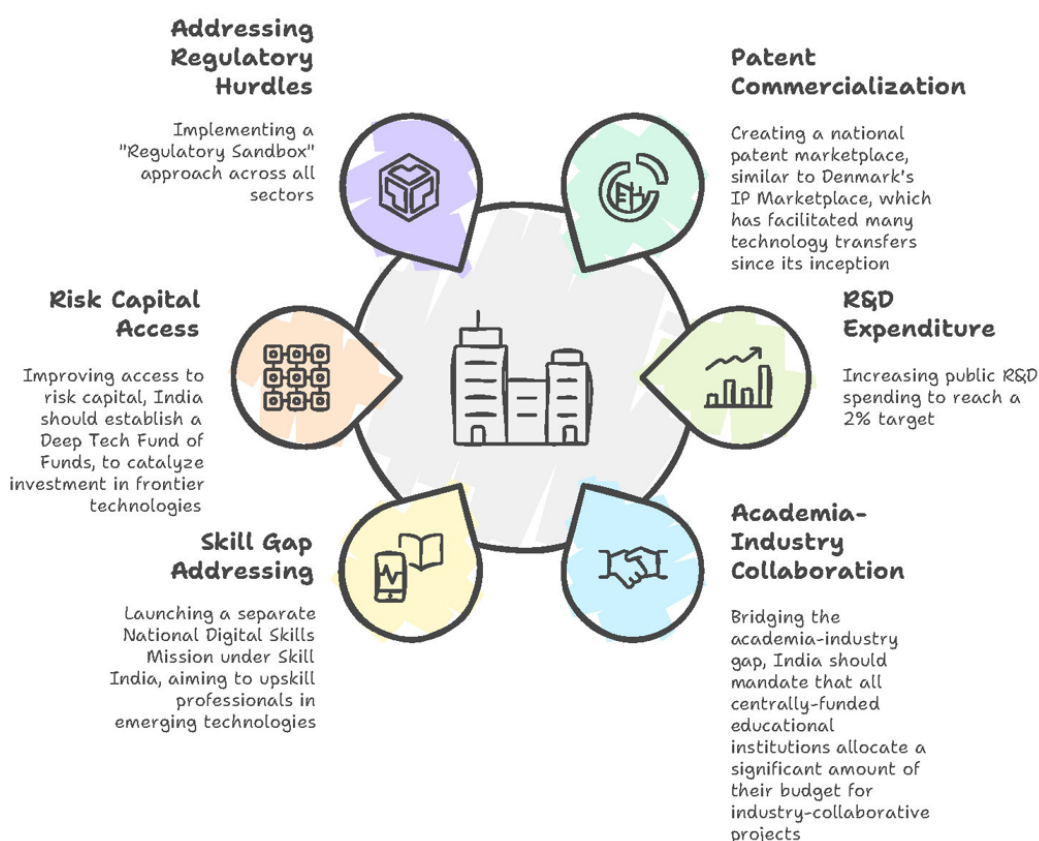 Addressing
Regulatory
Hurdles
Implementing a
"Regulatory Sandbox"
approach across all
sectors
Patent
Commercialization
Creating a national
patent marketplace,
similar to Denmark's
IP Marketplace, which
has facilitated many
technology transfers
since its inception
Risk Capital
Access
Improving access to
risk capital, India
should establish a
Deep Tech Fund of
Funds, to catalyze
investment in frontier
technologies
R&D
Expenditure
Increasing public R&D
spending to reach a
2% target
Skill Gap
Addressing
Launching a separate
National Digital Skills
Mission under Skill
India, aiming to upskill
professionals in
emerging technologies
Academia-
Industry
Collaboration
Bridging the
academia-industry
gap, India should
mandate that all
centrally-funded
educational
institutions allocate a
significant amount of
their budget for
industry-collaborative
projects